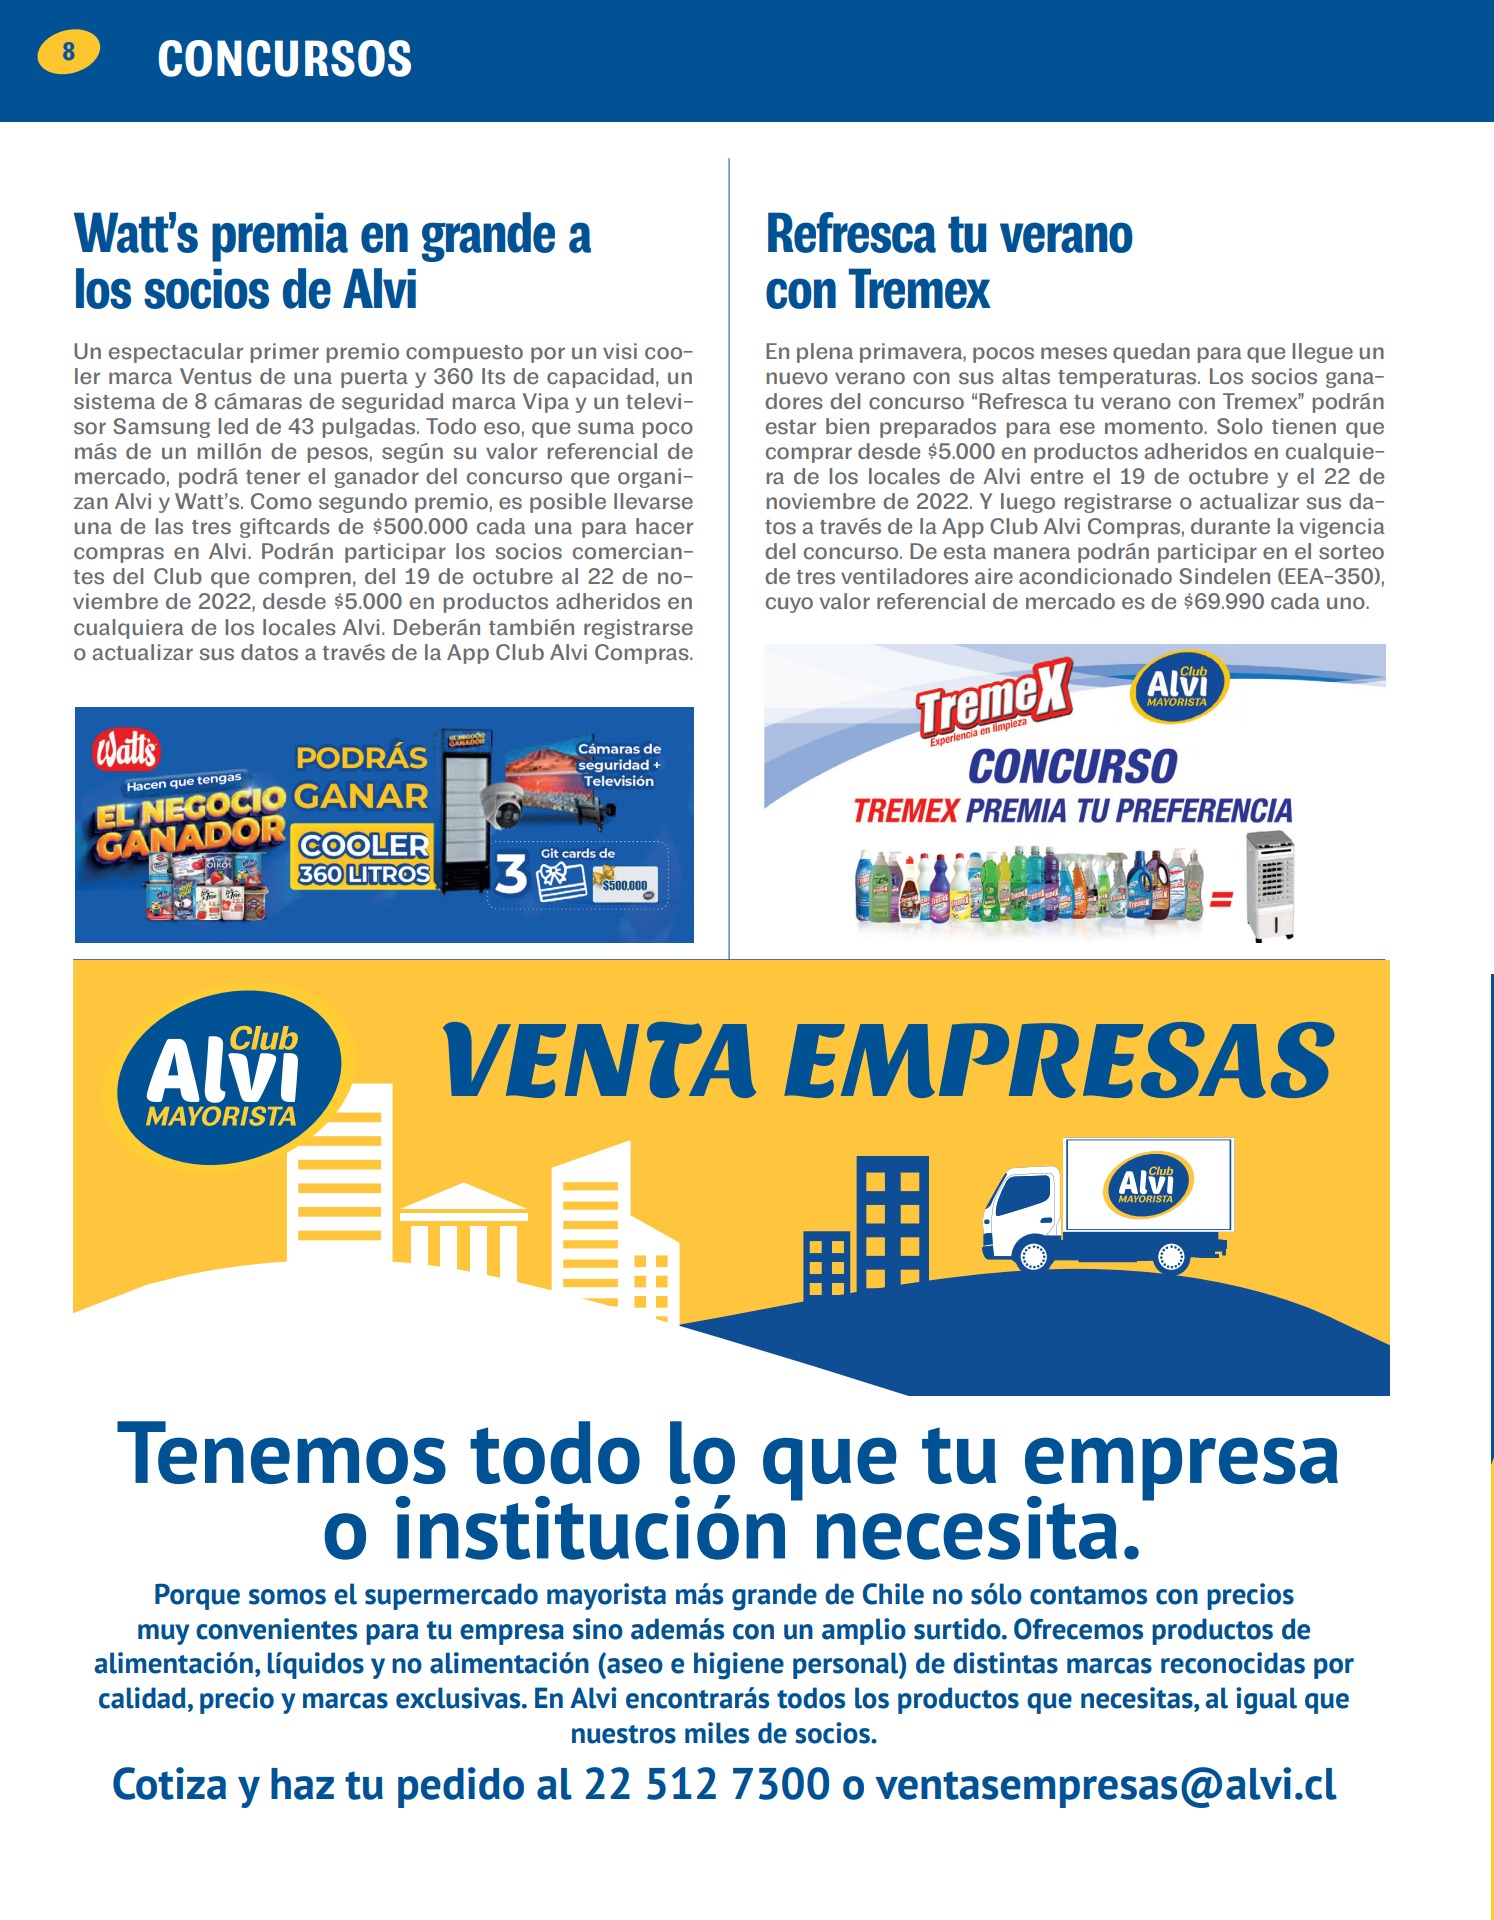 8
CONCURSOS
Watt's premia en grande a
los socios de Alvi
Un espectacular primer premio compuesto por un visi coo-
ler marca Ventus de una puerta y 360 lts de capacidad, un
sistema de 8 cámaras de seguridad marca Vipa y un televi-
sor Samsung led de 43 pulgadas. Todo eso, que suma poco
más de un millón de pesos, según su valor referencial de
mercado, podrá tener el ganador del concurso que organi-
zan Alvi y Watt's. Como segundo premio, es posible llevarse
una de las tres giftcards de $500.000 cada una para hacer
compras en Alvi. Podrán participar los socios comercian-
tes del Club que compren, del 19 de octubre al 22 de no-
viembre de 2022, desde $5.000 en productos adheridos en
cualquiera de los locales Alvi. Deberán también registrarse
o actualizar sus datos a través de la App Club Alvi Compras.
Watt's
Hacen que tengas
EL NEGOCIO
GANADOR
PODRÁS
GANAR
COOLER
360 LITROS
EL NEGOCIO
GANADOR
Cámaras de
seguridad +
Televisión
3
Git cards de
$500,000
Refresca tu verano
con Tremex
En plena primavera, pocos meses quedan para que llegue un
nuevo verano con sus altas temperaturas. Los socios gana-
dores del concurso “Refresca tu verano con Tremex” podrán
estar bien preparados para ese momento. Solo tienen que
comprar desde $5.000 en productos adheridos en cualquie-
ra de los locales de Alvi entre el 19 de octubre y el 22 de
noviembre de 2022. Y luego registrarse o actualizar sus da-
tos a través de la App Club Alvi Compras, durante la vigencia
del concurso. De esta manera podrán participar en el sorteo
de tres ventiladores aire acondicionado Sindelen (EEA-350),
cuyo valor referencial de mercado es de $69.990 cada uno.
TremeX
Experiencia en limpieza
Club
Alvi
MAYORISTA
CONCURSO
TREMEX PREMIA TU PREFERENCIA
=
Club
Alvi
MAYORISTA
VENTA EMPRESAS
Club
Alvi
MAYORISTA
Tenemos todo lo que tu empresa
o institución necesita.
Porque somos el supermercado mayorista más grande de Chile no sólo contamos con precios
muy convenientes para tu empresa sino además con un amplio surtido. Ofrecemos productos de
alimentación, líquidos y no alimentación (aseo e higiene personal) de distintas marcas reconocidas por
calidad, precio y marcas exclusivas. En Alvi encontrarás todos los productos que necesitas, al igual que
nuestros miles de socios.
Cotiza y haz tu pedido al 22 512 7300 o ventasempresas@alvi.cl